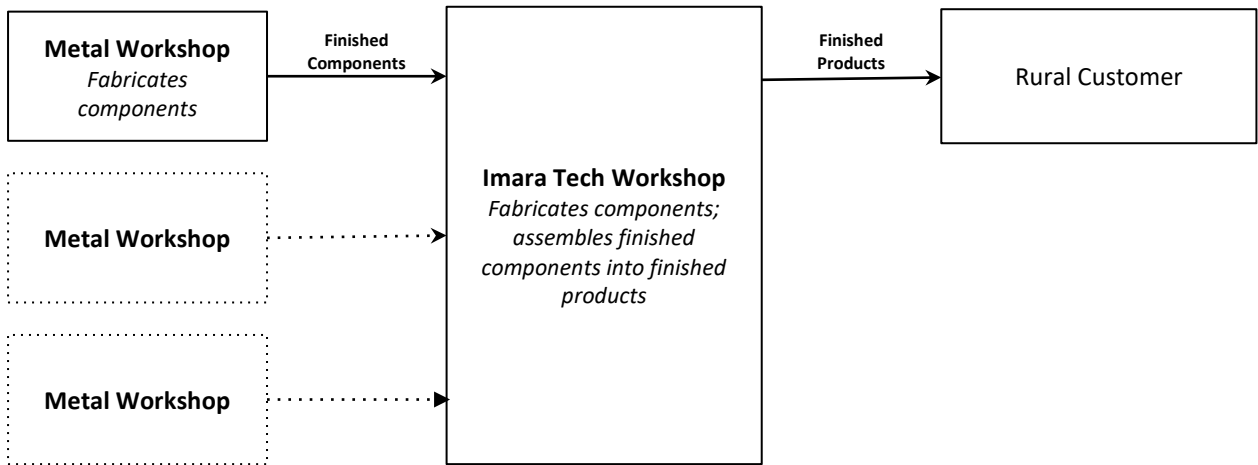 Metal Workshop
Fabricates
components
Finished
Components
Imara Tech Workshop
Fabricates components;
assembles finished
components into finished
products
Finished
Products
Rural Customer
Metal Workshop
Metal Workshop